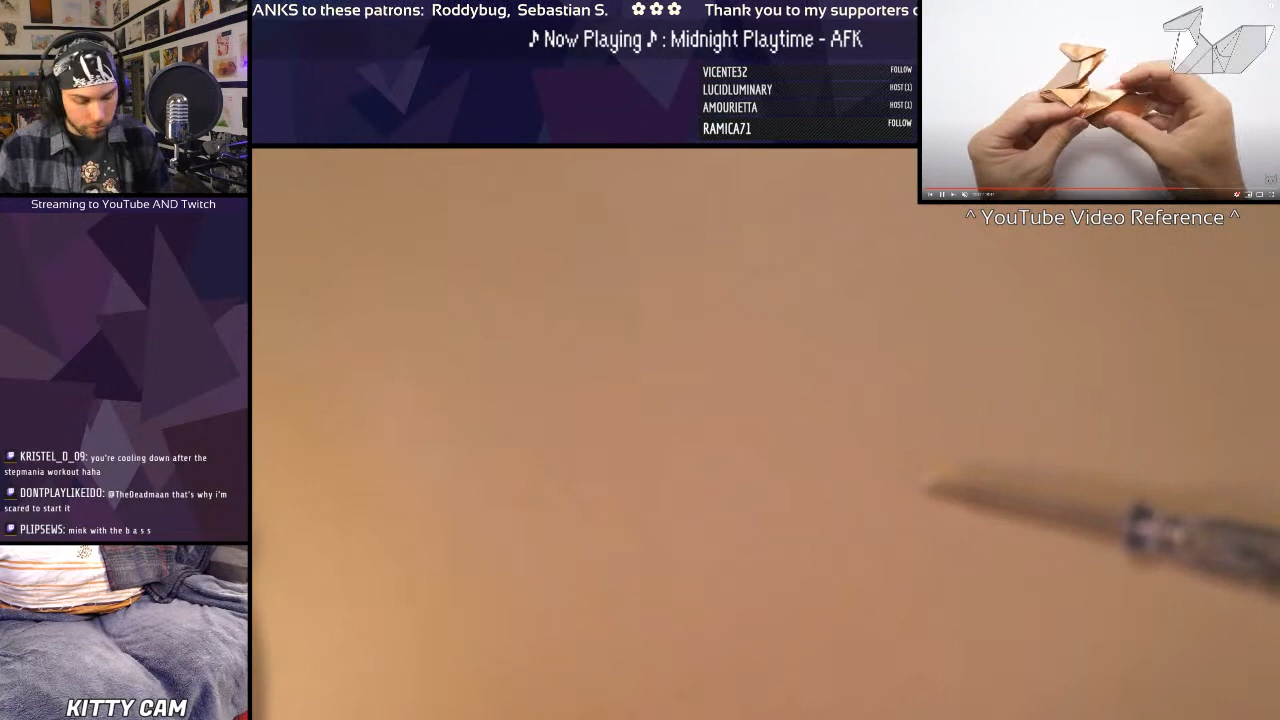 ANKS to these patrons: Roddybug, Sebastian S. ✿ ✿ ✿ Thank you to my supporters o
♪ Now Playing ♪ : Midnight Playtime - AFK
VICENTE32 FOLLOW
LUCIDLUMINARY HOST(1)
AMOURIETTA HOST(1)
RAMICA71 FOLLOW
^ YouTube Video Reference ^
Streaming to YouTube AND Twitch
KRISTEL_D_09: you're cooling down after the
stepmania workout haha
DONTPLAYLIKEIDO: @TheDeadmaan that's why i'm
scared to start it
PLIPSEWS: mink with the b a s s
KITTY CAM